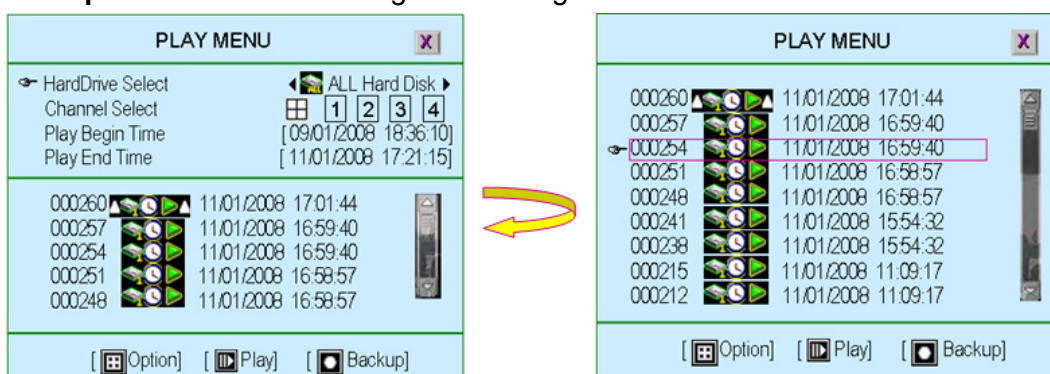 PLAY MENU X
HardDrive Select ALL Hard Disk
Channel Select 1 2 3 4
Play Begin Time [09/01/2008 18:36:10]
Play End Time [11/01/2008 17:21:15]
000260 11/01/2008 17:01:44
000257 11/01/2008 16:59:40
000254 11/01/2008 16:59:40
000251 11/01/2008 16:58:57
000248 11/01/2008 16:58:57
[Option] [Play] [Backup]
PLAY MENU X
000260 11/01/2008 17:01:44
000257 11/01/2008 16:59:40
000254 11/01/2008 16:59:40
000251 11/01/2008 16:58:57
000248 11/01/2008 16:58:57
000241 11/01/2008 15:54:32
000238 11/01/2008 15:54:32
000215 11/01/2008 11:09:17
000212 11/01/2008 11:09:17
[Option] [Play] [Backup]